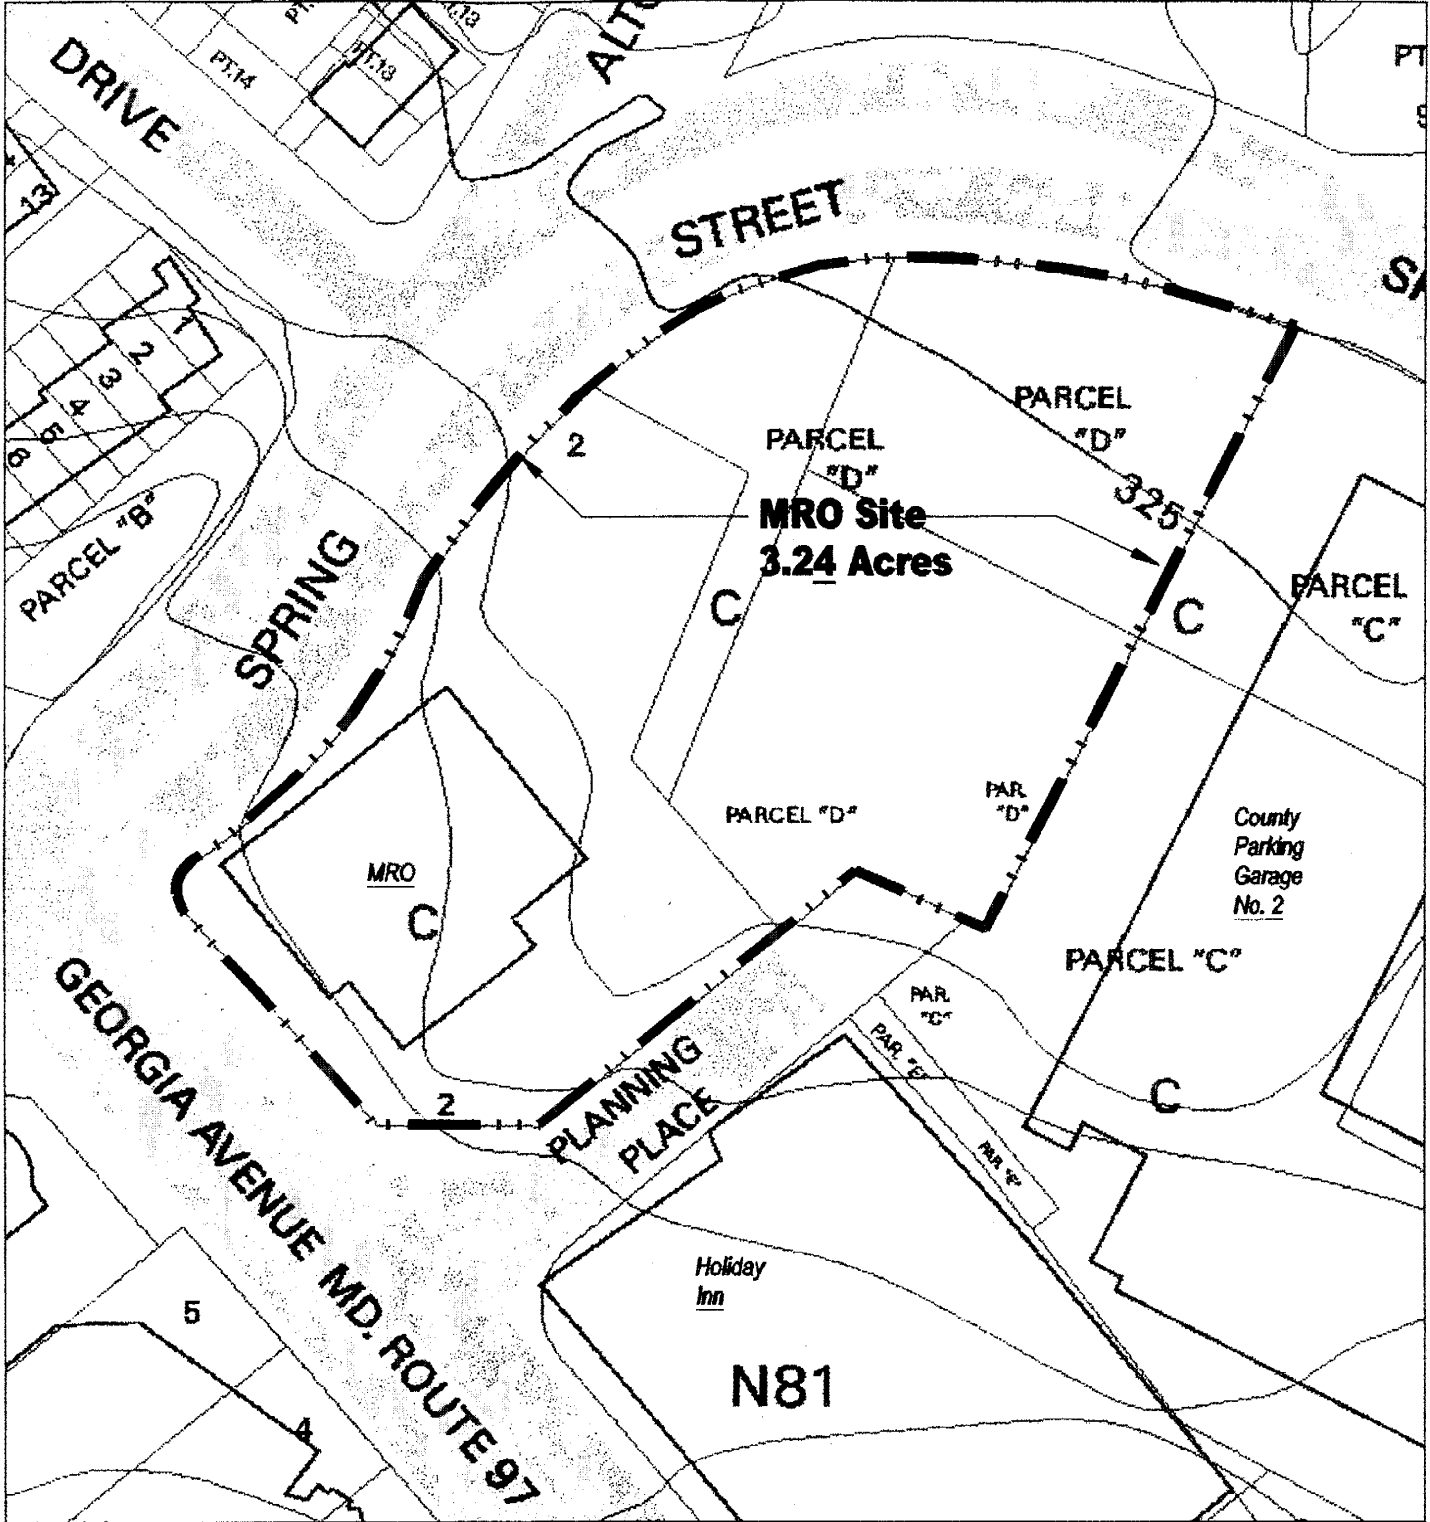 PT.13
PT.14
PT.13
DRIVE
PT
13
STREET
1
2
3
4
5
6
PARCEL
"D"
PARCEL
"D"
2
325
MRO Site
3.24 Acres
PARCEL "B"
SPRING
C
C
PARCEL
"C"
PARCEL "D"
PAR.
"D"
County
Parking
Garage
No. 2
MRO
C
PARCEL "C"
PAR.
"C"
PAR. "E"
C
2
PLANNING
PLACE
GEORGIA AVENUE MD. ROUTE 97
Holiday
Inn
5
N81
4